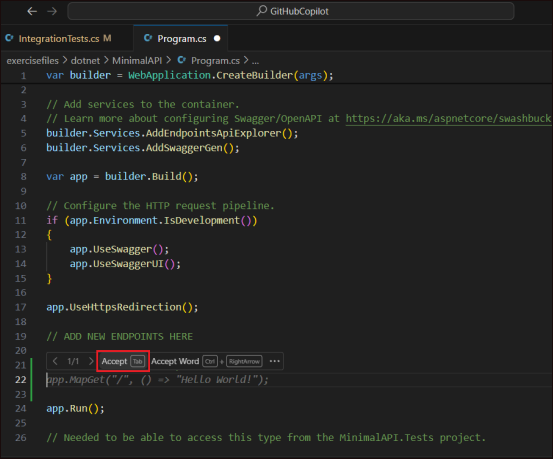 GitHubCopilot
IntegrationTests.cs M
Program.cs
exercisefiles > dotnet > MinimalAPI > Program.cs > ...
1 var builder = WebApplication.CreateBuilder(args);
2
3 // Add services to the container.
4 // Learn more about configuring Swagger/OpenAPI at https://aka.ms/aspnetcore/swashbuck
5 builder.Services.AddEndpointsApiExplorer();
6 builder.Services.AddSwaggerGen();
7
8 var app = builder.Build();
9
10 // Configure the HTTP request pipeline.
11 if (app.Environment.IsDevelopment())
12 {
13 app.UseSwagger();
14 app.UseSwaggerUI();
15 }
16
17 app.UseHttpsRedirection();
18
19 // ADD NEW ENDPOINTS HERE
20
21 < 1/1 > Accept Tab Accept Word Ctrl + RightArrow ...
22 app.MapGet("/", () => "Hello World!");
23
24 app.Run();
25
26 // Needed to be able to access this type from the MinimalAPI.Tests project.